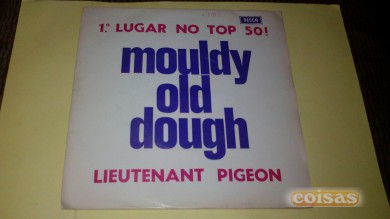 DECCA
1.º LUGAR NO TOP 50!
mouldy
old
dough
LIEUTENANT PIGEON
coisas